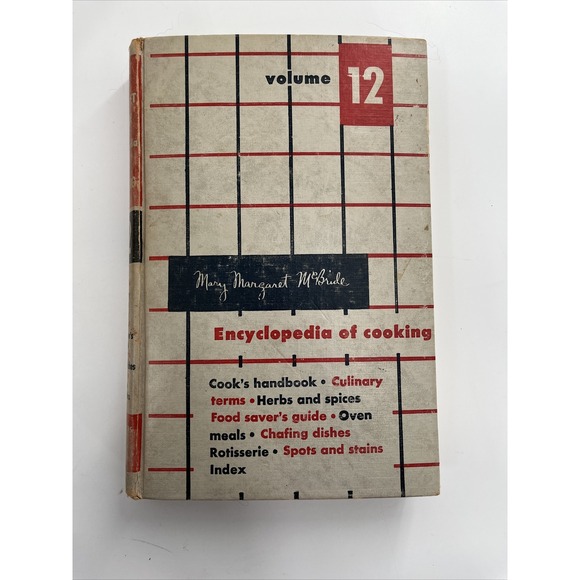 volume 12
Mary Margaret McBride
Encyclopedia of cooking
Cook's handbook • Culinary
terms • Herbs and spices
Food saver's guide • Oven
meals • Chafing dishes
Rotisserie • Spots and stains
Index